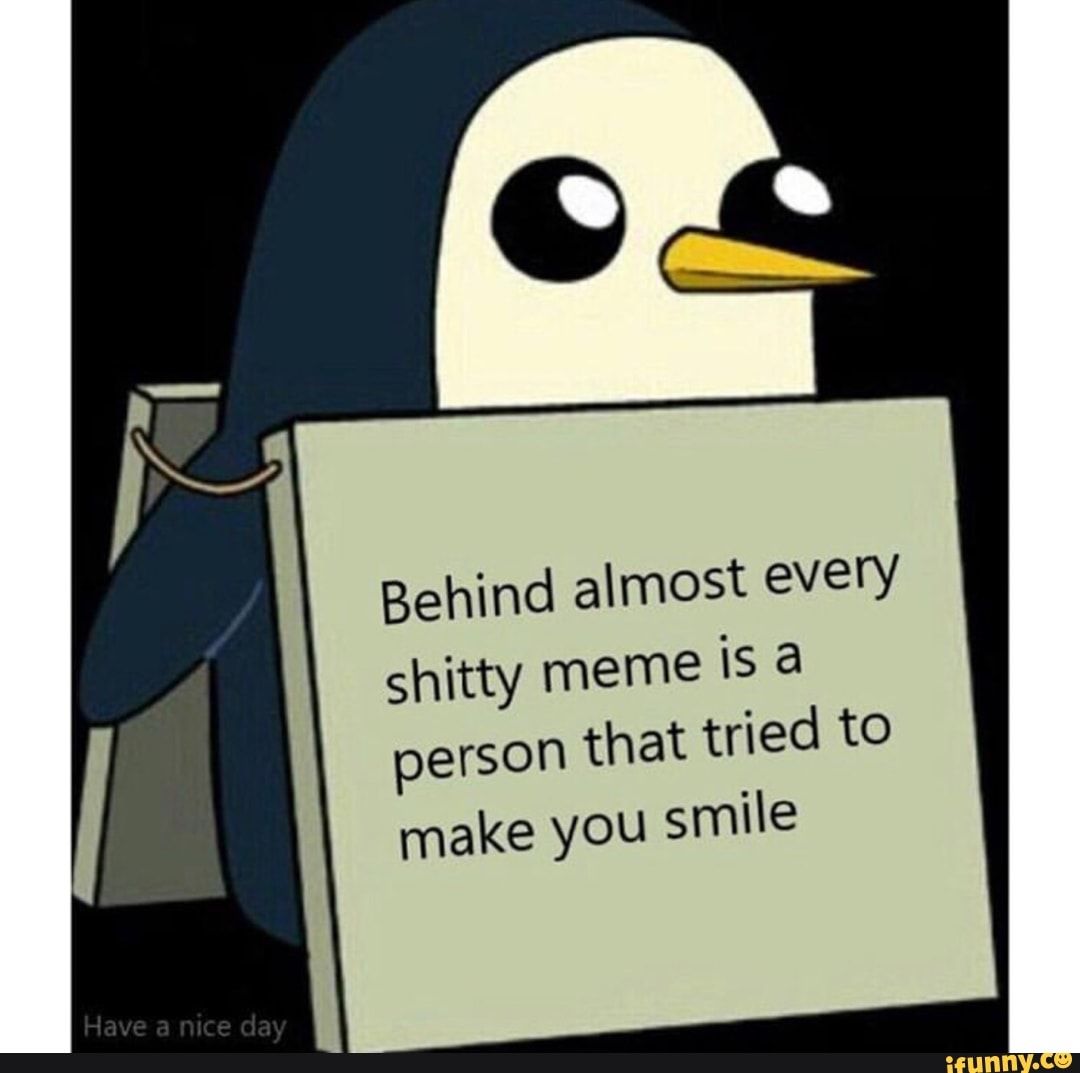 Behind almost every
shitty meme is a
person that tried to
make you smile
Have a nice day
ifunny.co